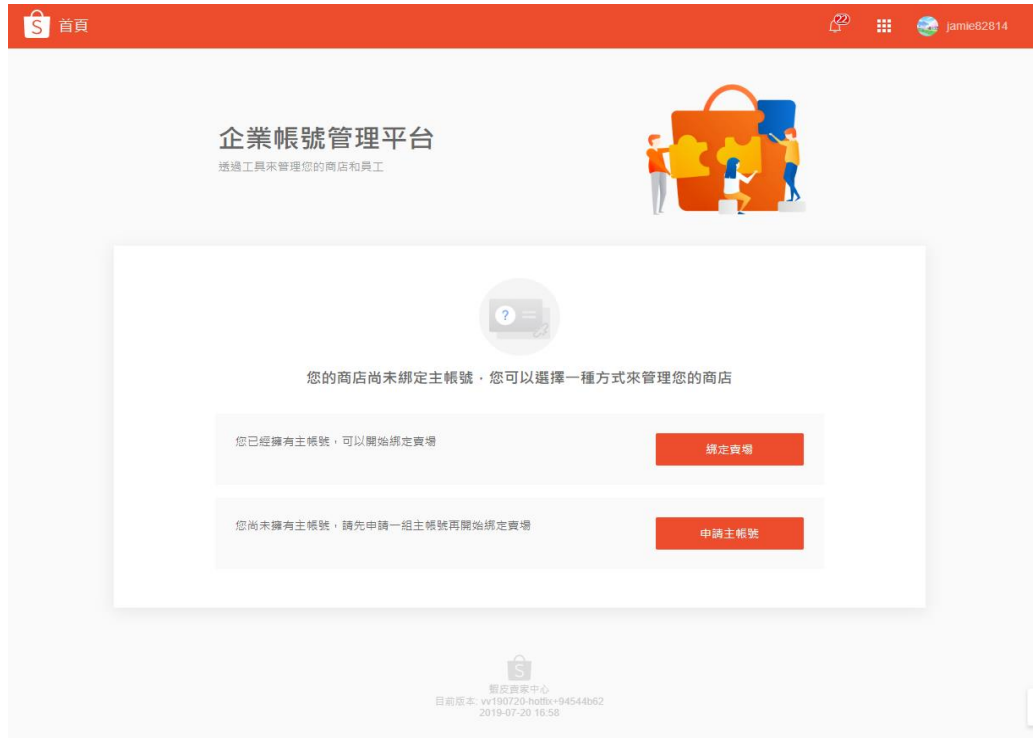 S 首頁
22
jamie82814
企業帳號管理平台
透過工具來管理您的商店和員工
?
您的商店尚未綁定主帳號,您可以選擇一種方式來管理您的商店
您已經擁有主帳號,可以開始綁定賣場
綁定賣場
您尚未擁有主帳號,請先申請一組主帳號再開始綁定賣場
申請主帳號
S
蝦皮賣家中心
目前版本: vv190720-hotfix+94544b62
2019-07-20 16:58